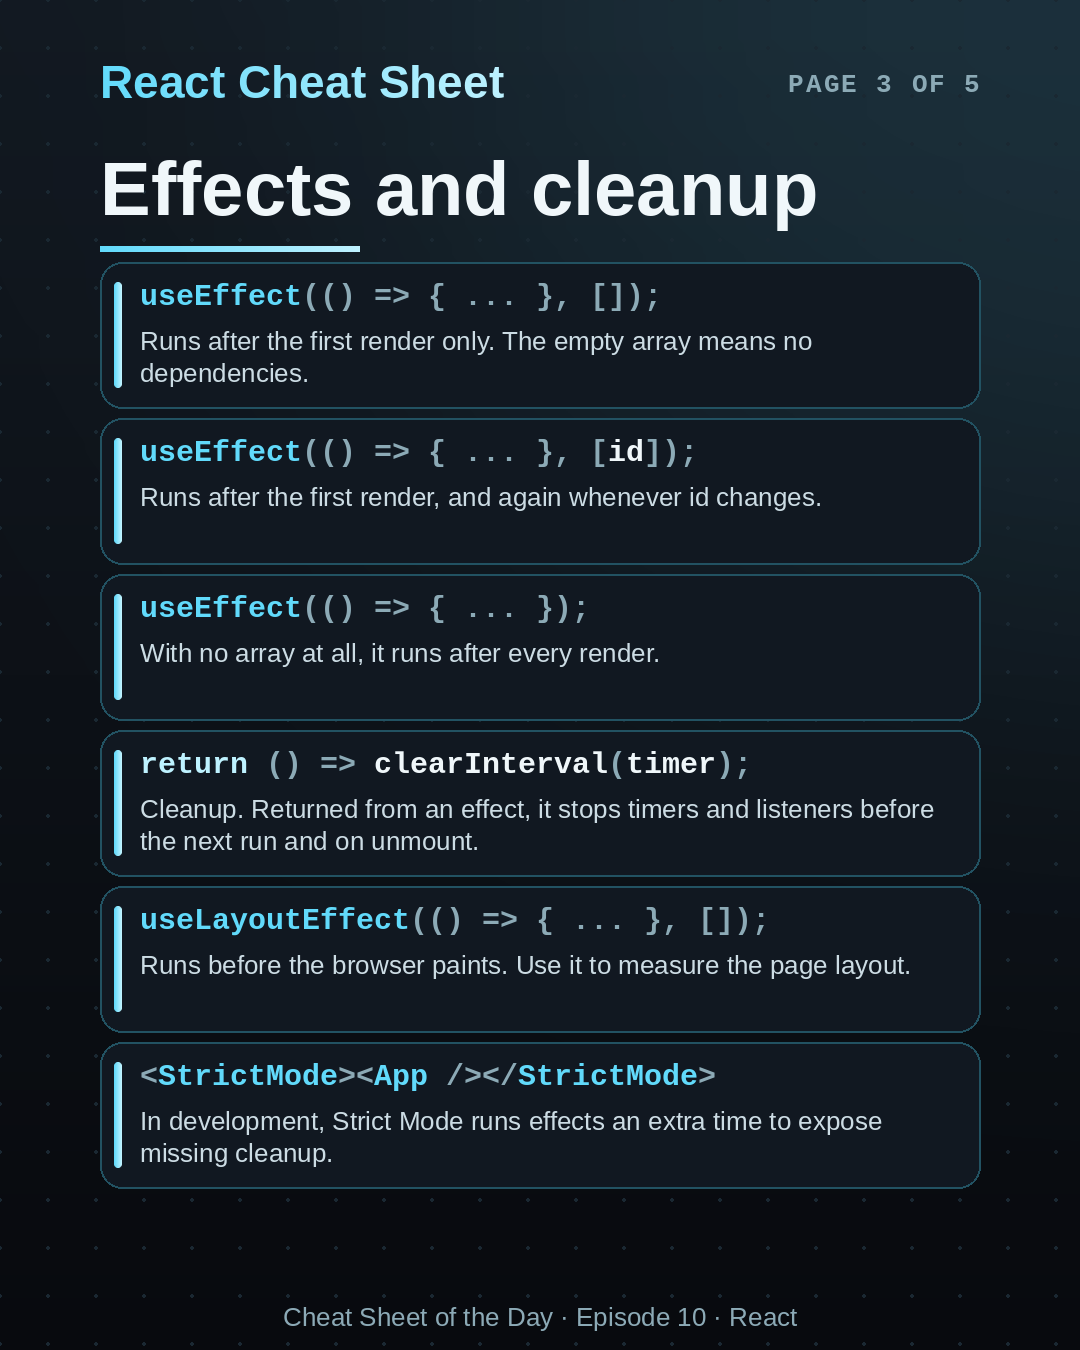 React Cheat Sheet
PAGE 3 OF 5
Effects and cleanup
useEffect(() => { ... }, []);
Runs after the first render only. The empty array means no
dependencies.
useEffect(() => { ... }, [id]);
Runs after the first render, and again whenever id changes.
useEffect(() => { ... });
With no array at all, it runs after every render.
return () => clearInterval(timer);
Cleanup. Returned from an effect, it stops timers and listeners before
the next run and on unmount.
useLayoutEffect(() => { ... }, []);
Runs before the browser paints. Use it to measure the page layout.
<StrictMode><App /></StrictMode>
In development, Strict Mode runs effects an extra time to expose
missing cleanup.
Cheat Sheet of the Day · Episode 10 · React